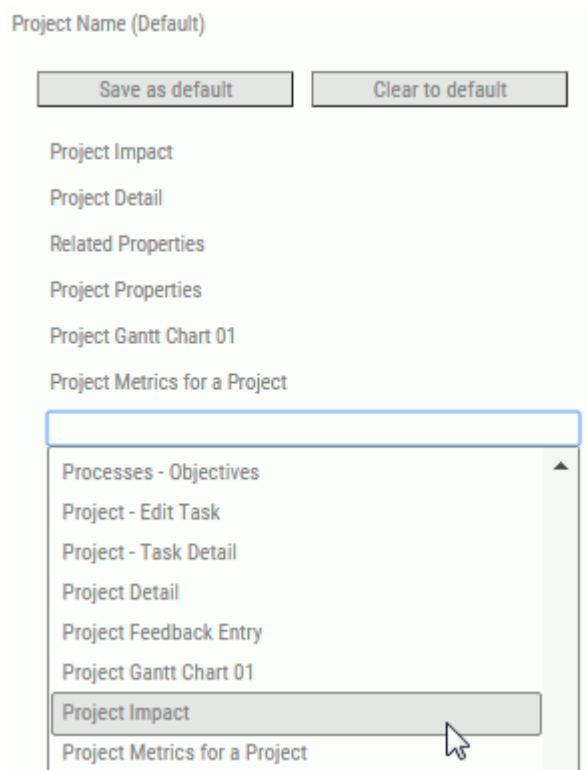 Project Name (Default)
Save as default Clear to default
Project Impact
Project Detail
Related Properties
Project Properties
Project Gantt Chart 01
Project Metrics for a Project
Processes - Objectives
Project - Edit Task
Project - Task Detail
Project Detail
Project Feedback Entry
Project Gantt Chart 01
Project Impact
Project Metrics for a Project